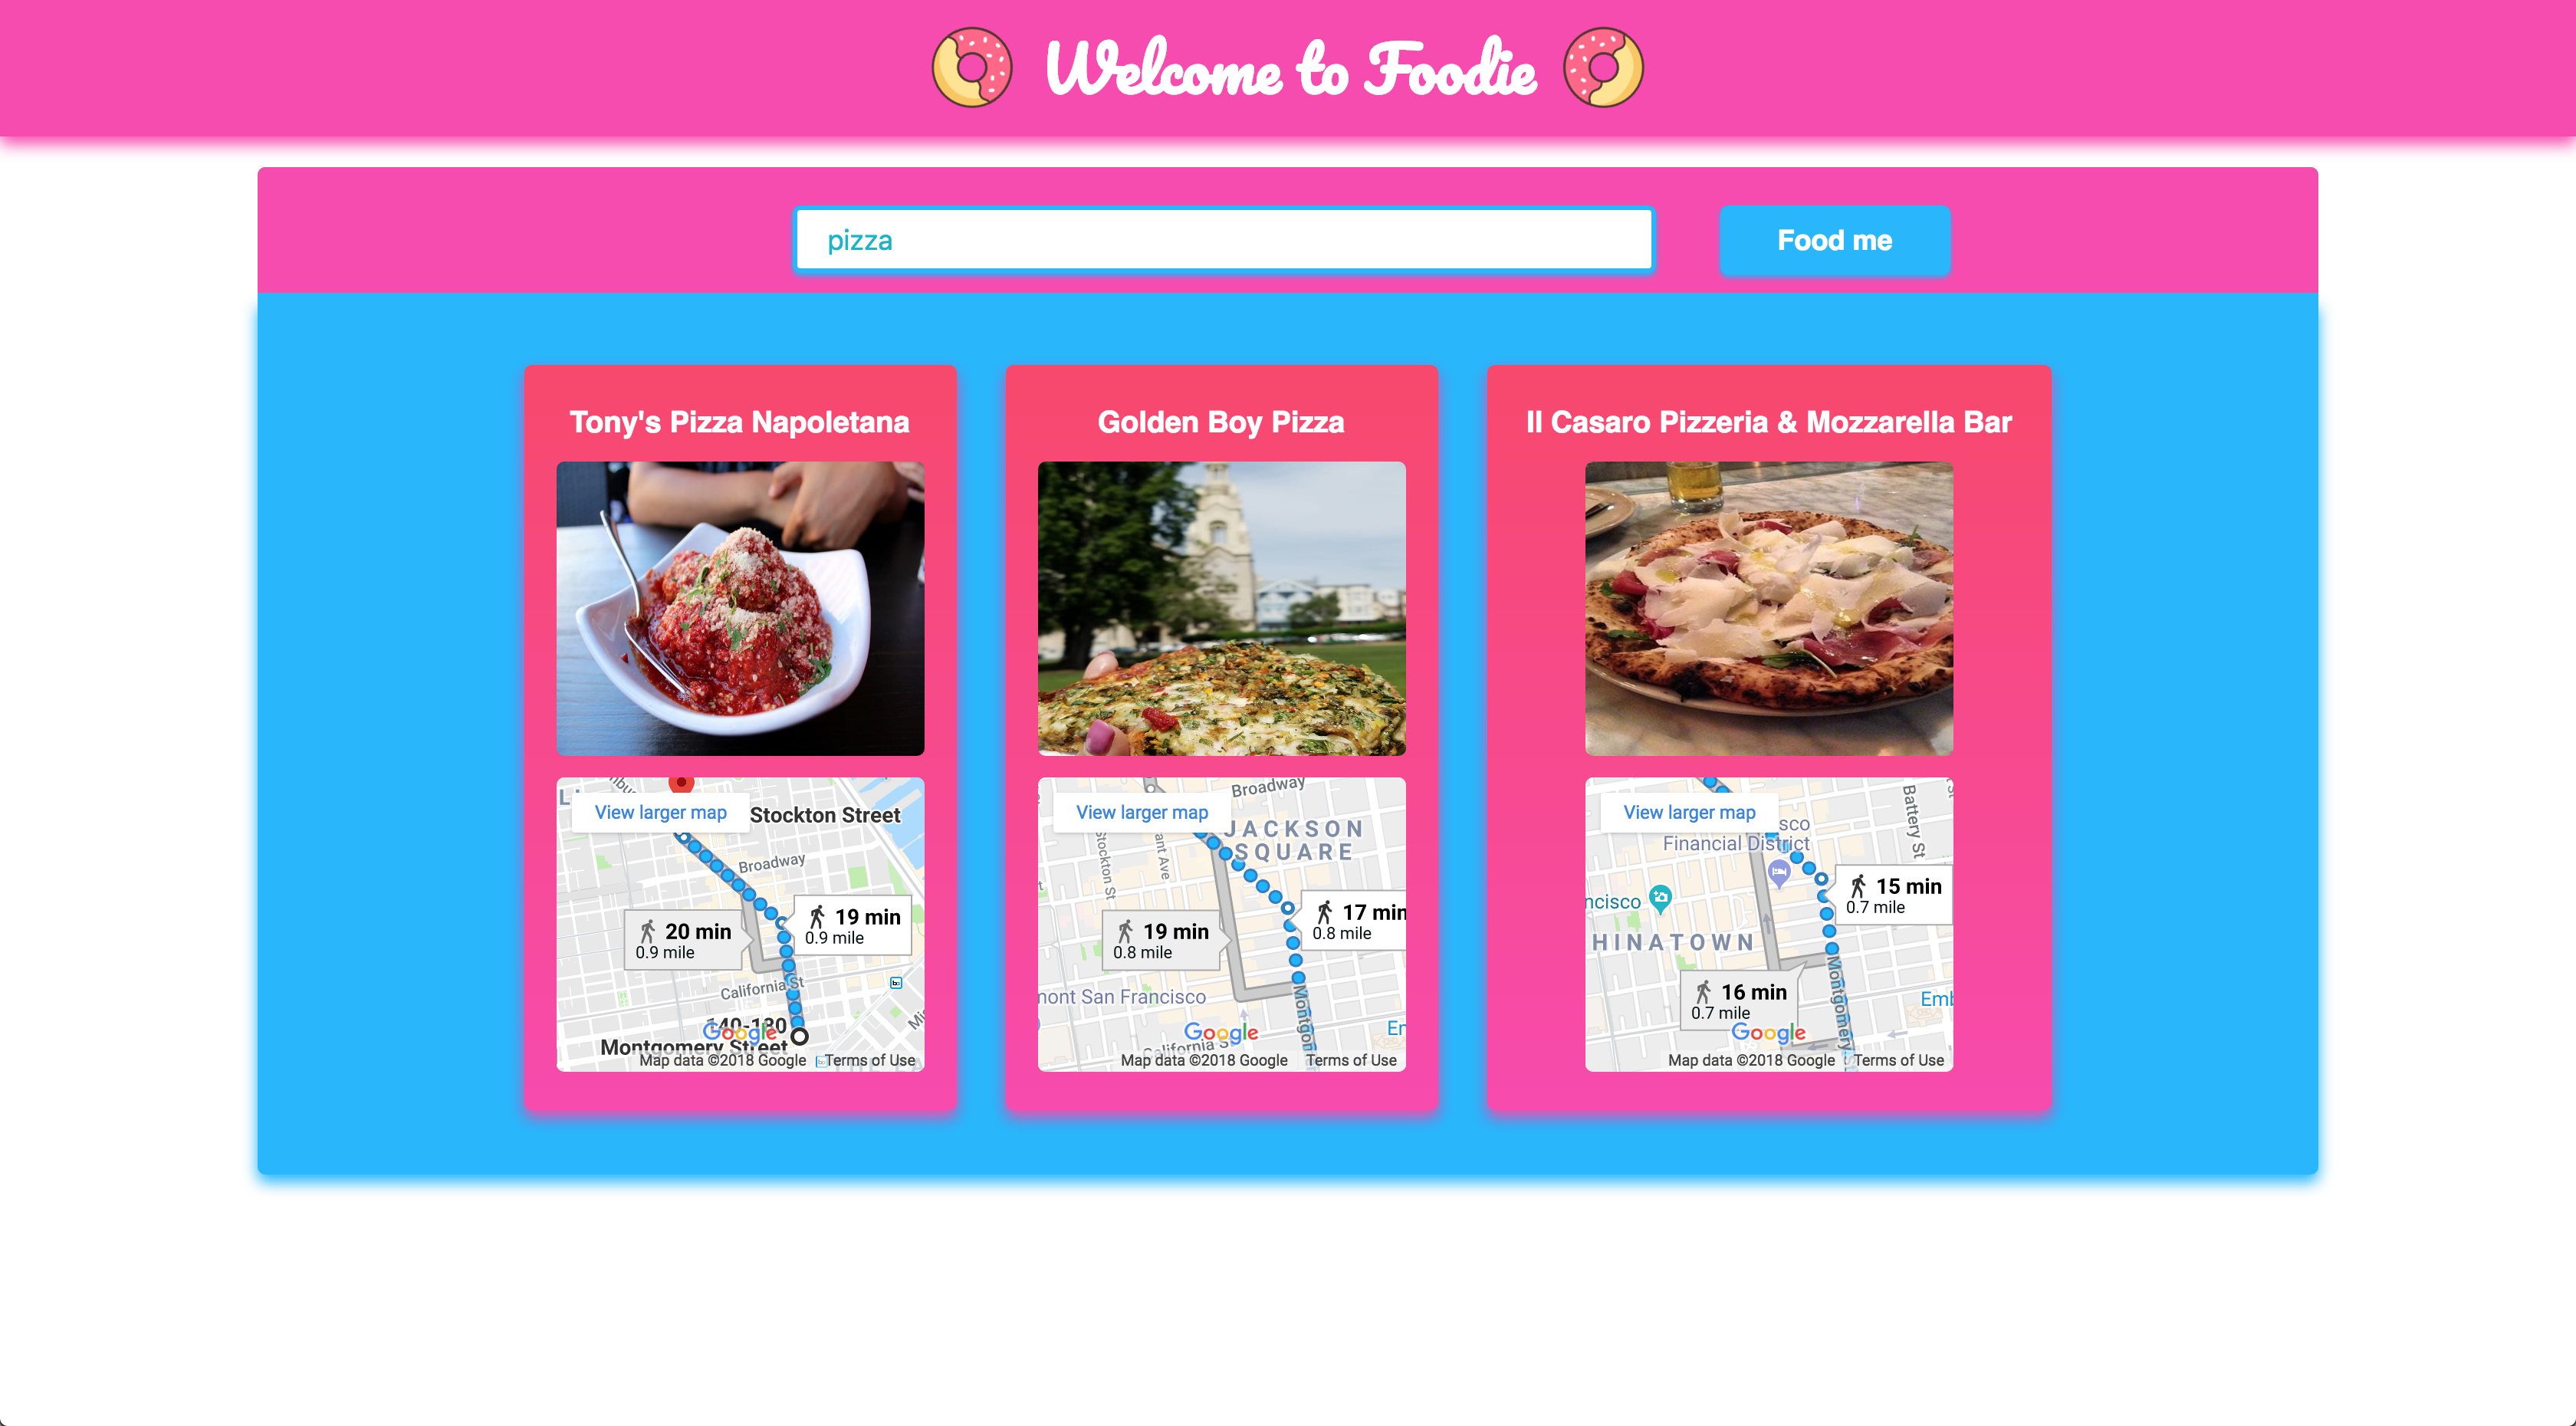 Welcome to Foodie
pizza
Food me
Tony's Pizza Napoletana
View larger map
Stockton Street
Broadway
20 min
0.9 mile
19 min
0.9 mile
California St
140-180
Montgomery Street
Google
Map data ©2018 Google
Terms of Use
Golden Boy Pizza
View larger map
Broadway
JACKSON
SQUARE
Stockton St
ant Ave
19 min
0.8 mile
17 min
0.8 mile
mont San Francisco
Montgom
California S
En
Google
Map data ©2018 Google
Terms of Use
Il Casaro Pizzeria & Mozzarella Bar
View larger map
sco
Financial District
Battery St
15 min
0.7 mile
ncisco
HINATOWN
16 min
0.7 mile
Montgomery
Emb
Google
Map data ©2018 Google
Terms of Use